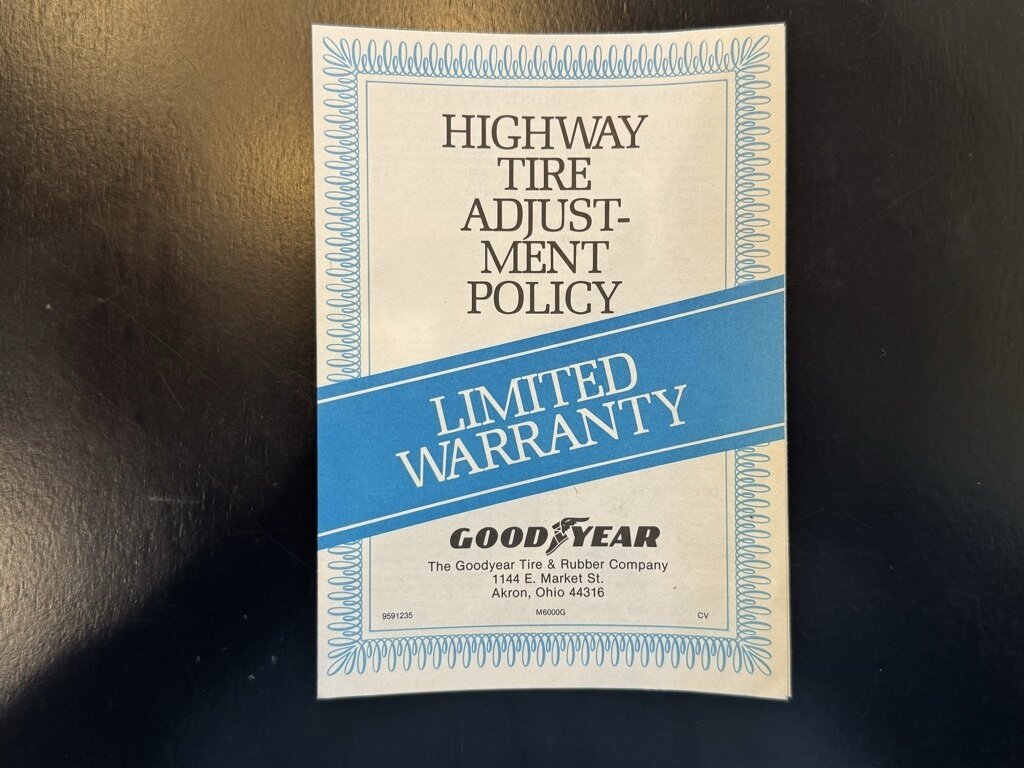 HIGHWAY
TIRE
ADJUST-
MENT
POLICY
LIMITED
WARRANTY
GOODYEAR
The Goodyear Tire & Rubber Company
1144 E. Market St.
Akron, Ohio 44316
9591235 M6000G CV